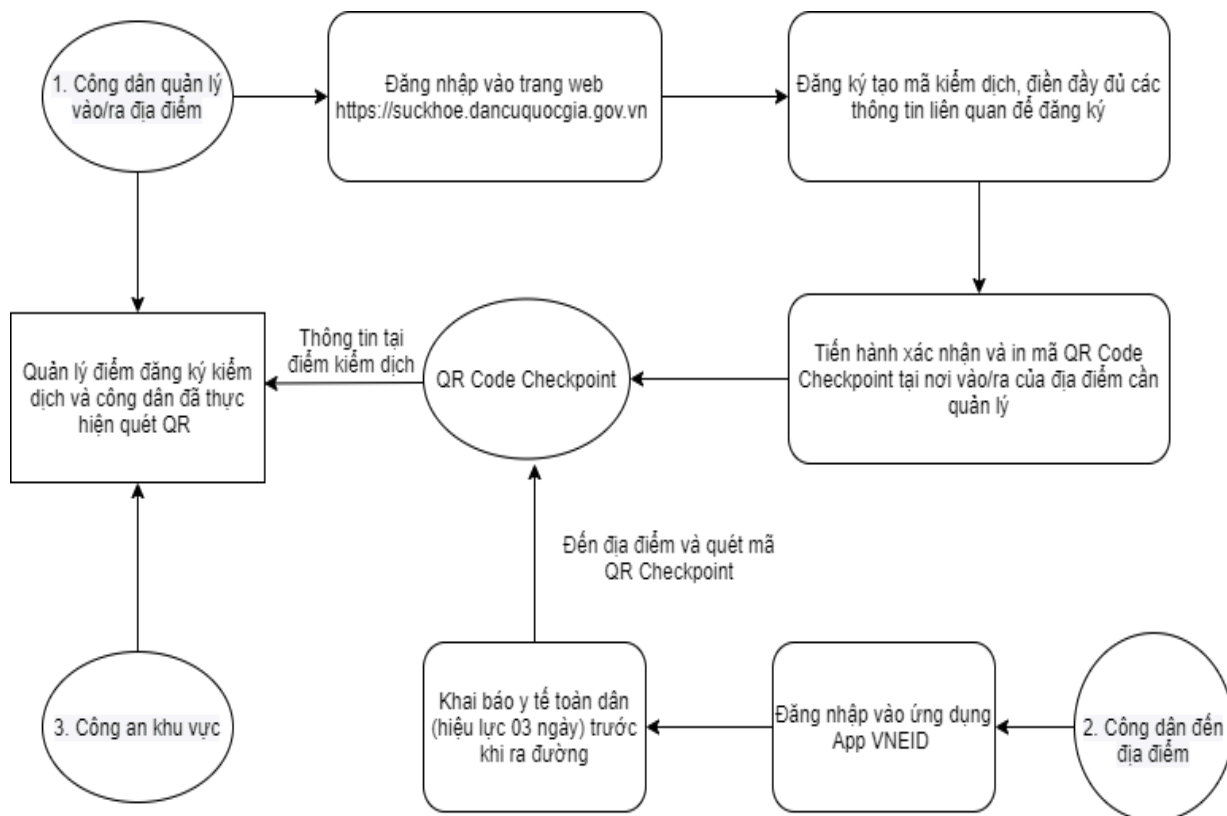 1. Công dân quản lý
vào/ra địa điểm
Đăng nhập vào trang web
https://suckhoe.dancuquocgia.gov.vn
Đăng ký tạo mã kiểm dịch, điền đầy đủ các
thông tin liên quan để đăng ký
Quản lý điểm đăng ký kiểm
dịch và công dân đã thực
hiện quét QR
Thông tin tại
điểm kiểm dịch
QR Code Checkpoint
Tiến hành xác nhận và in mã QR Code
Checkpoint tại nơi vào/ra của địa điểm cần
quản lý
Đến địa điểm và quét mã
QR Checkpoint
3. Công an khu vực
Khai báo y tế toàn dân
(hiệu lực 03 ngày) trước
khi ra đường
Đăng nhập vào ứng dụng
App VNEID
2. Công dân đến
địa điểm